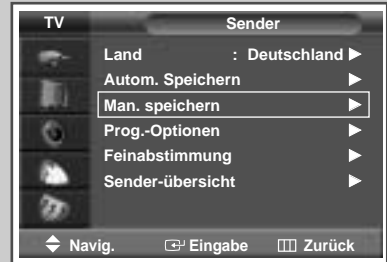 TV Sender
Land : Deutschland ▶
Autom. Speichern ▶
Man. speichern ▶
Prog.-Optionen ▶
Feinabstimmung ▶
Sender-übersicht ▶
Navig. Eingabe Zurück